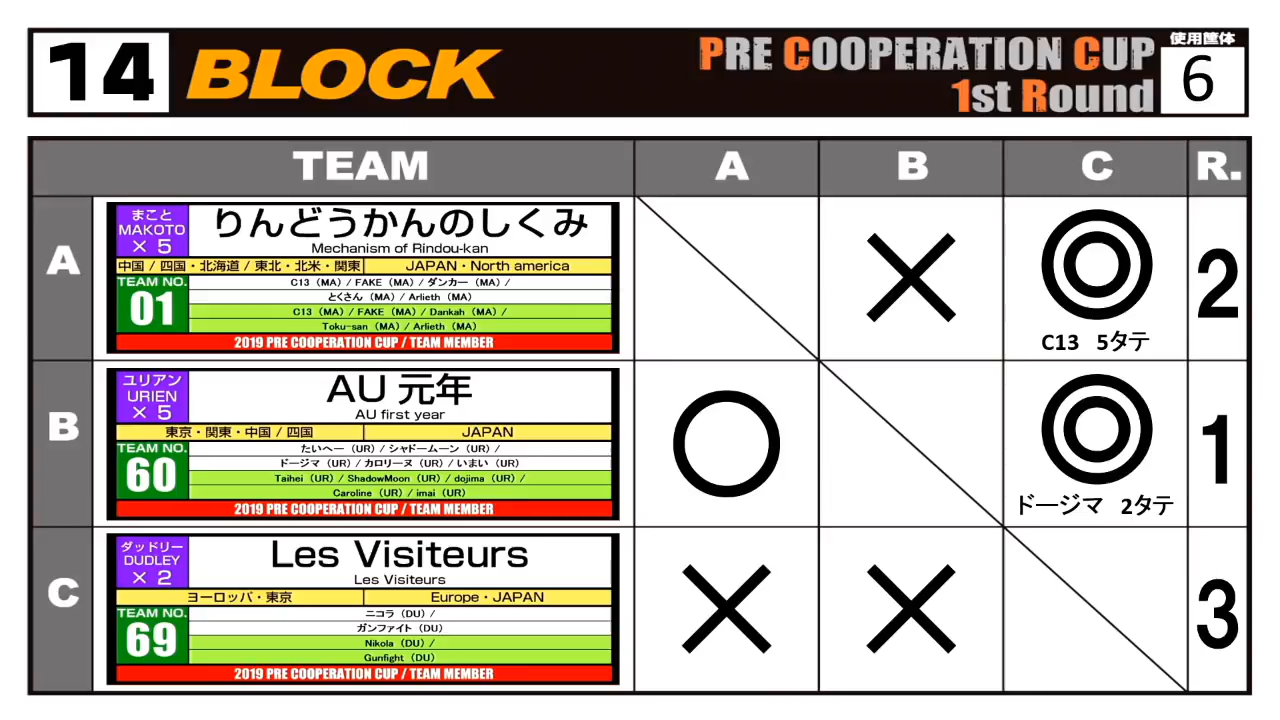 14 BLOCK
PRE COOPERATION CUP
1st Round
使用筐体
6
TEAM A B C R.
A
まこと
MAKOTO
× 5
りんどうかんのしくみ
Mechanism of Rindou-kan
中国 / 四国・北海道 / 東北・北米・関東 JAPAN・North america
TEAM NO.
01
C13（MA）/ FAKE（MA）/ ダンカー（MA）/
とくさん（MA）/ Arlieth（MA）
C13（MA）/ FAKE（MA）/ Dankah（MA）/
Toku-san（MA）/ Arlieth（MA）
2019 PRE COOPERATION CUP / TEAM MEMBER
× ◎
C13 5タテ
2
B
ユリアン
URIEN
× 5
AU 元年
AU first year
東京・関東・中国 / 四国 JAPAN
TEAM NO.
60
たいへー（UR）/ シャドームーン（UR）/
ドージマ（UR）/ カロリーヌ（UR）/ いまい（UR）
Taihei（UR）/ ShadowMoon（UR）/ dojima（UR）/
Caroline（UR）/ imai（UR）
2019 PRE COOPERATION CUP / TEAM MEMBER
○ ◎
ドージマ 2タテ
1
C
ダッドリー
DUDLEY
× 2
Les Visiteurs
Les Visiteurs
ヨーロッパ・東京 Europe・JAPAN
TEAM NO.
69
ニコラ（DU）/
ガンファイト（DU）
Nikola（DU）/
Gunfight（DU）
2019 PRE COOPERATION CUP / TEAM MEMBER
× ×
3